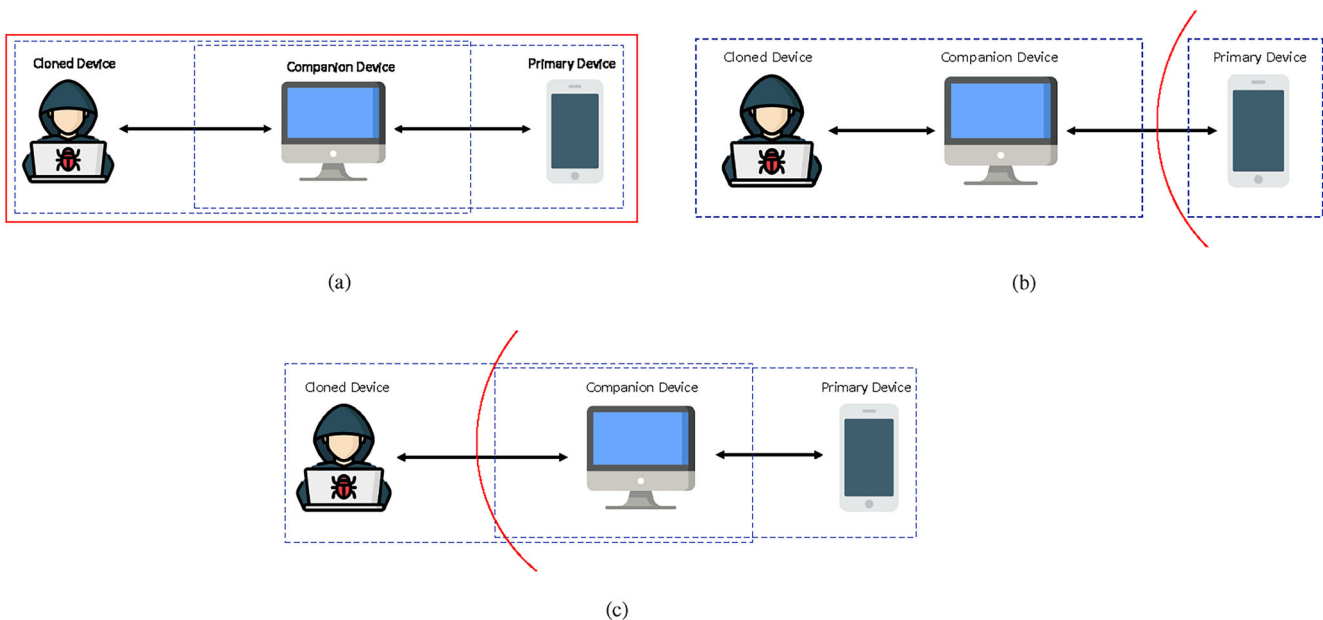 Cloned Device
Companion Device
Primary Device
(a)
Cloned Device
Companion Device
Primary Device
(b)
Cloned Device
Companion Device
Primary Device
(c)